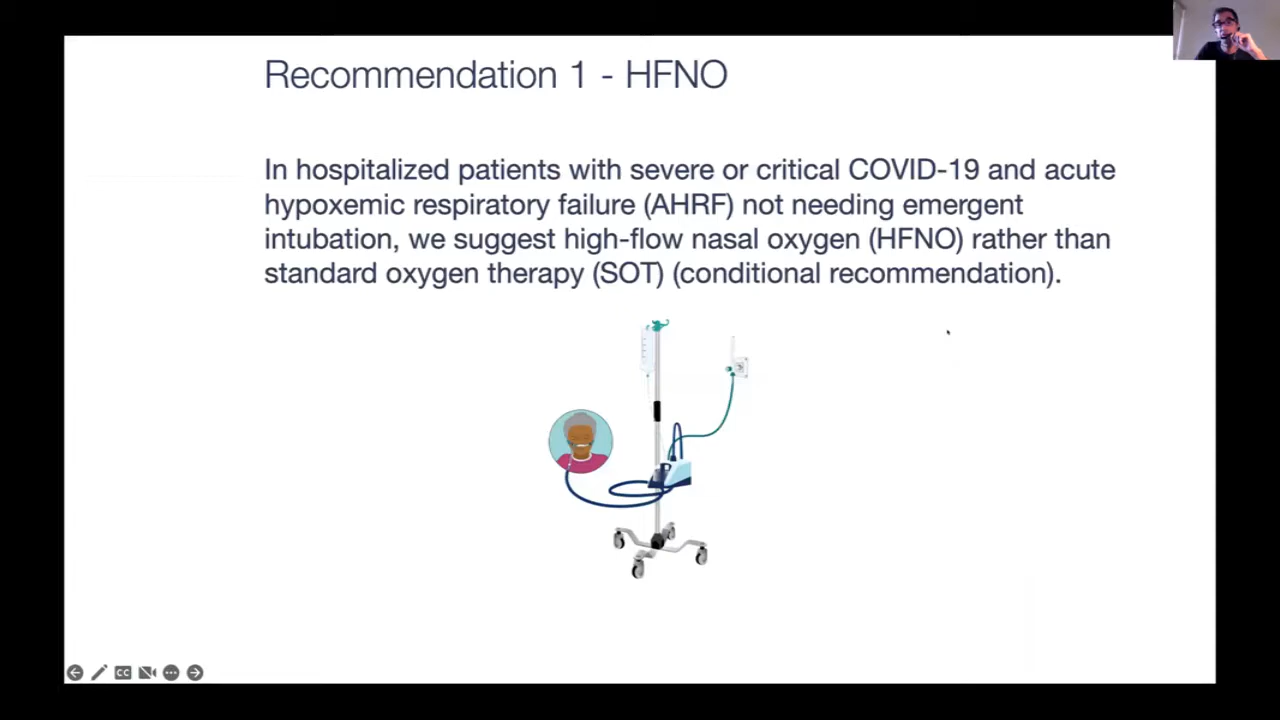 Recommendation 1 - HFNO
In hospitalized patients with severe or critical COVID-19 and acute
hypoxemic respiratory failure (AHRF) not needing emergent
intubation, we suggest high-flow nasal oxygen (HFNO) rather than
standard oxygen therapy (SOT) (conditional recommendation).
CC